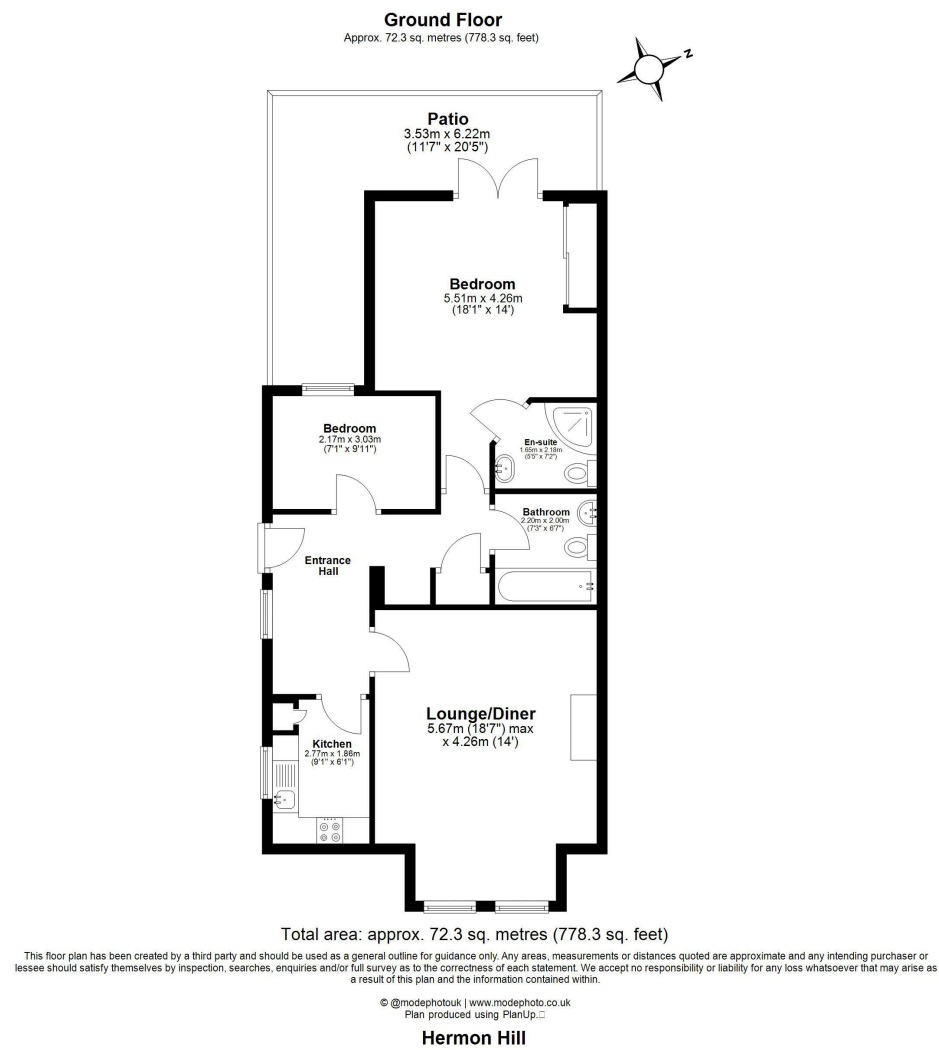 Ground Floor
Approx. 72.3 sq. metres (778.3 sq. feet)
N
Patio
3.53m x 6.22m
(11'7" x 20'5")
Bedroom
5.51m x 4.26m
(18'1" x 14')
Bedroom
2.17m x 3.03m
(7'1" x 9'11")
En-suite
1.65m x 2.18m
(5'5" x 7'2")
Bathroom
2.20m x 2.00m
(7'3" x 6'7")
Entrance
Hall
Lounge/Diner
5.67m (18'7") max
x 4.26m (14')
Kitchen
2.77m x 1.86m
(9'1" x 6'1")
Total area: approx. 72.3 sq. metres (778.3 sq. feet)
This floor plan has been created by a third party and should be used as a general outline for guidance only. Any areas, measurements or distances quoted are approximate and any intending purchaser or
lessee should satisfy themselves by inspection, searches, enquiries and/or full survey as to the correctness of each statement. We accept no responsibility or liability for any loss whatsoever that may arise as
a result of this plan and the information contained within.
© @modephotouk | www.modephoto.co.uk
Plan produced using PlanUp.
Hermon Hill